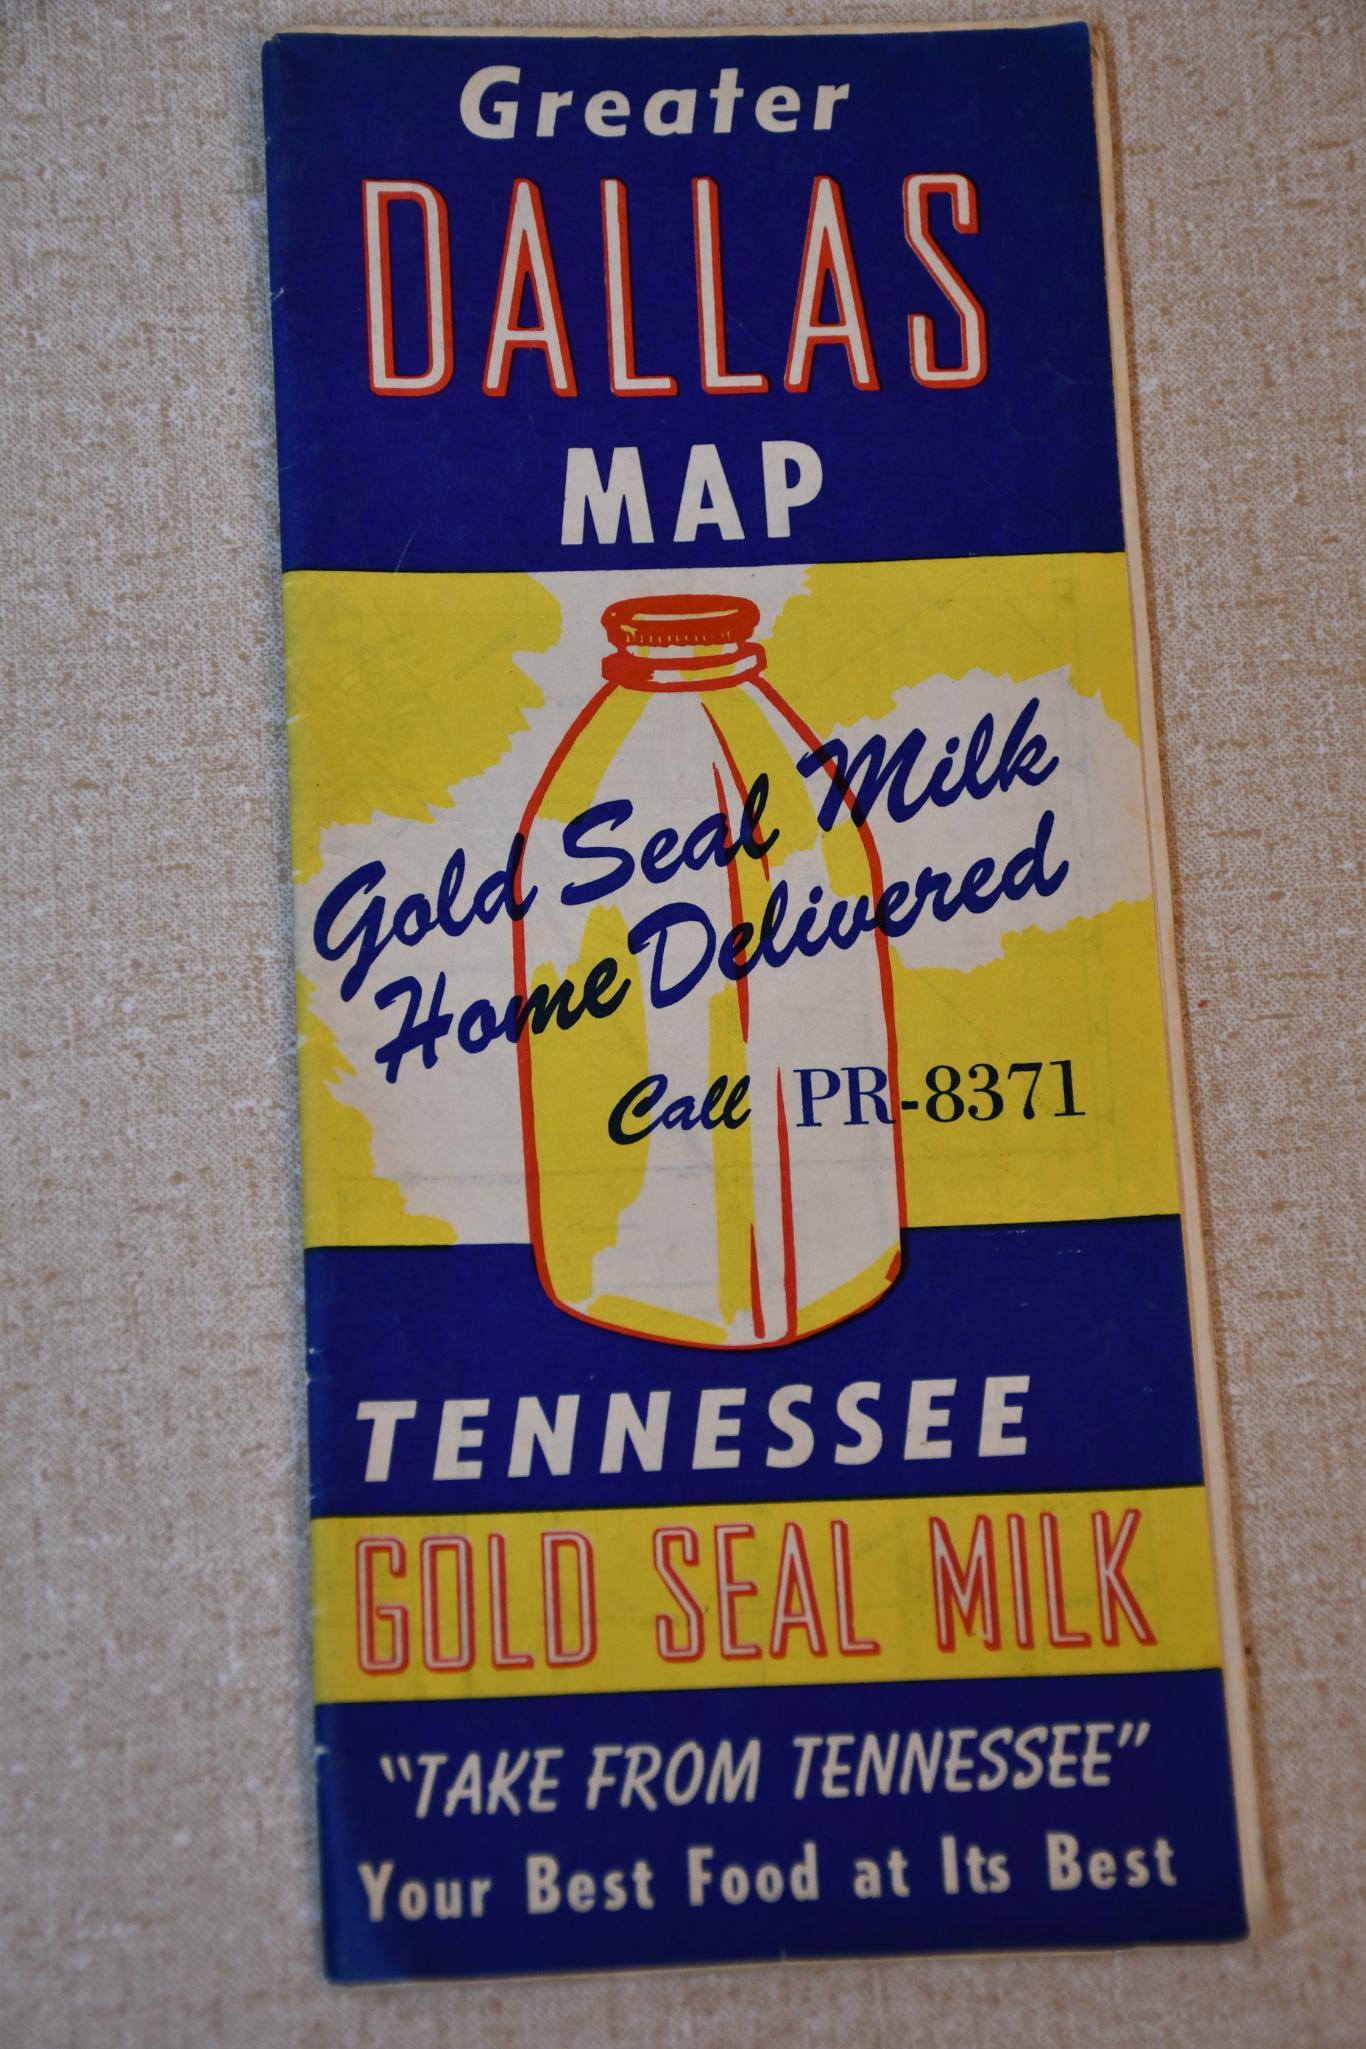 Greater
DALLAS
MAP
Gold Seal Milk
Home Delivered
Call PR-8371
TENNESSEE
GOLD SEAL MILK
"TAKE FROM TENNESSEE"
Your Best Food at Its Best